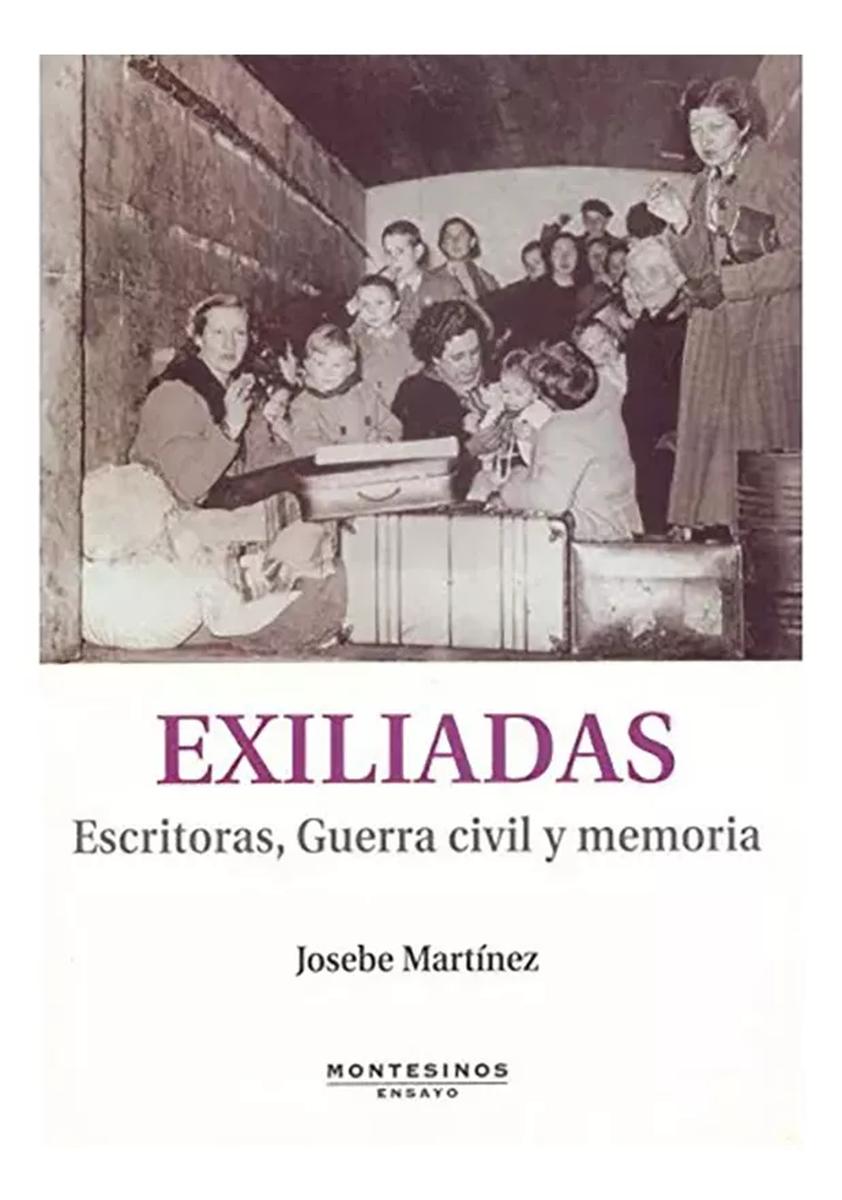 EXILIADAS
Escritoras, Guerra civil y memoria
Josebe Martínez
MONTESINOS
ENSAYO